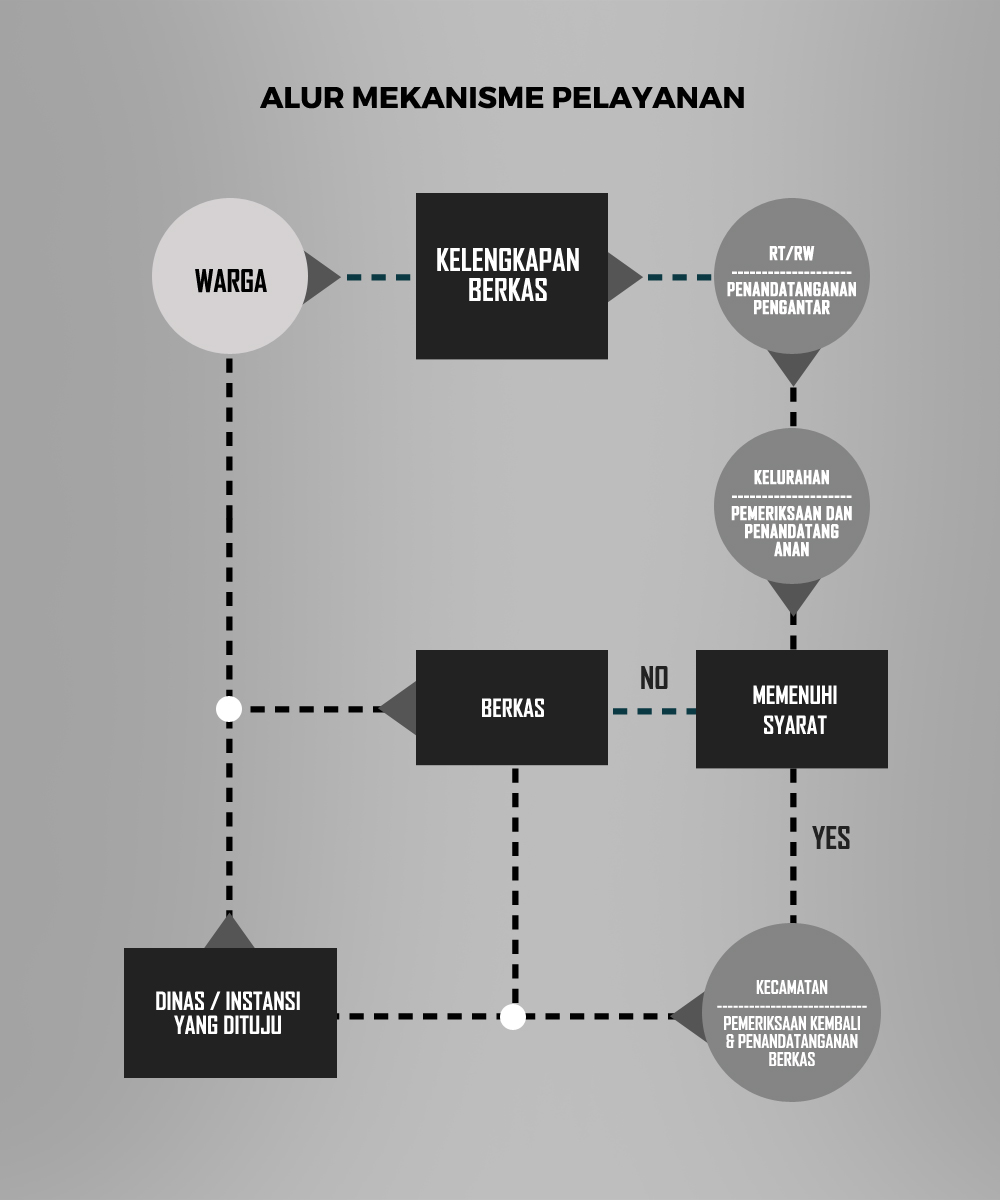 ALUR MEKANISME PELAYANAN
WARGA
KELENGKAPAN
BERKAS
RT/RW
--------------------
PENANDATANGANAN
PENGANTAR
KELURAHAN
--------------------
PEMERIKSAAN DAN
PENANDATANG
ANAN
BERKAS
NO
MEMENUHI
SYARAT
YES
DINAS / INSTANSI
YANG DITUJU
KECAMATAN
-------------------------
PEMERIKSAAN KEMBALI
& PENANDATANGANAN
BERKAS